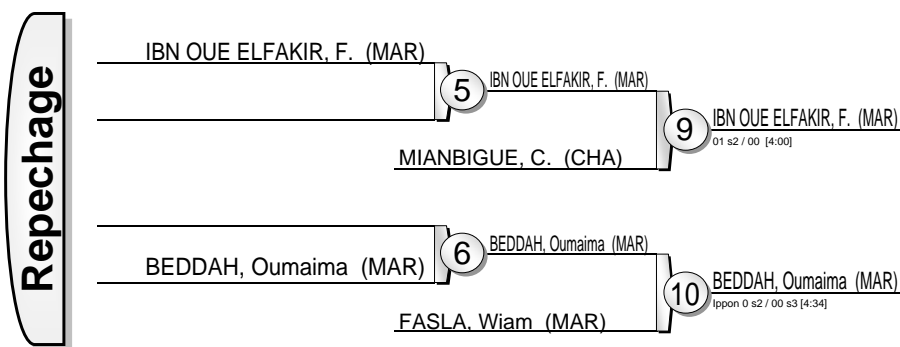 Repechage
IBN OUE ELFAKIR, F. (MAR)
5
IBN OUE ELFAKIR, F. (MAR)
MIANBIGUE, C. (CHA)
9
IBN OUE ELFAKIR, F. (MAR)
01 s2 / 00 [4:00]
BEDDAH, Oumaima (MAR)
6
BEDDAH, Oumaima (MAR)
FASLA, Wiam (MAR)
10
BEDDAH, Oumaima (MAR)
Ippon 0 s2 / 00 s3 [4:34]